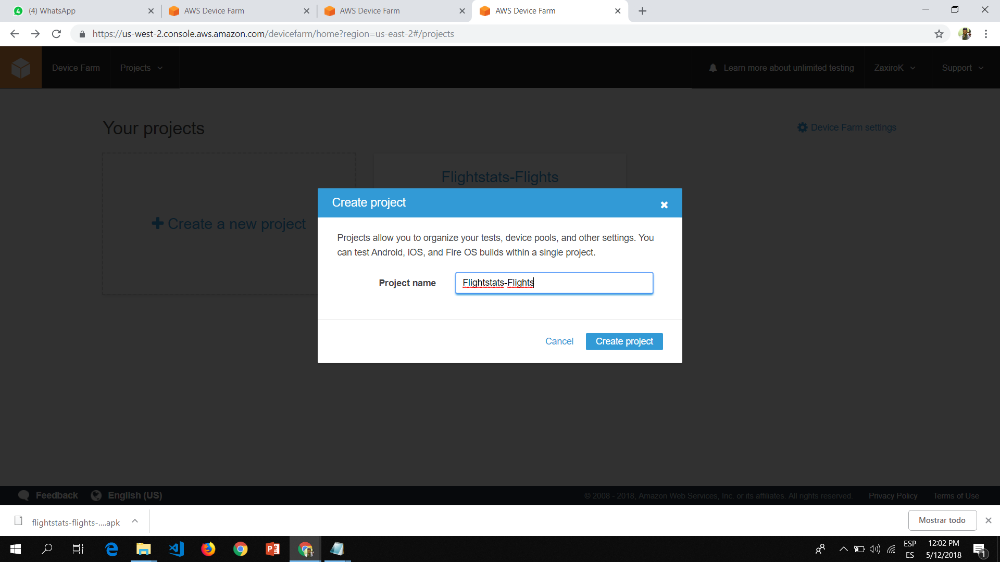 (4) WhatsApp
AWS Device Farm
AWS Device Farm
AWS Device Farm
https://us-west-2.console.aws.amazon.com/devicefarm/home?region=us-east-2#/projects
Device Farm
Projects
Learn more about unlimited testing
ZaxiroK
Support
Your projects
Device Farm settings
Create a new project
Flightstats-Flights
Create project
Projects allow you to organize your tests, device pools, and other settings. You
can test Android, iOS, and Fire OS builds within a single project.
Project name
Flightstats-Flights
Cancel
Create project
Feedback
English (US)
© 2008 - 2018, Amazon Web Services, Inc. or its affiliates. All rights reserved.
Privacy Policy
Terms of Use
flightstats-flights-....apk
Mostrar todo
ESP
ES
12:02 PM
5/12/2018
1